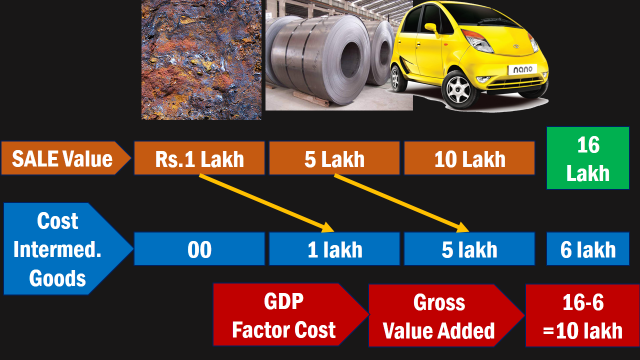 nano
SALE Value
Rs.1 Lakh
5 Lakh
10 Lakh
16
Lakh
Cost
Intermed.
Goods
00
1 lakh
5 lakh
6 lakh
GDP
Factor Cost
Gross
Value Added
16-6
=10 lakh